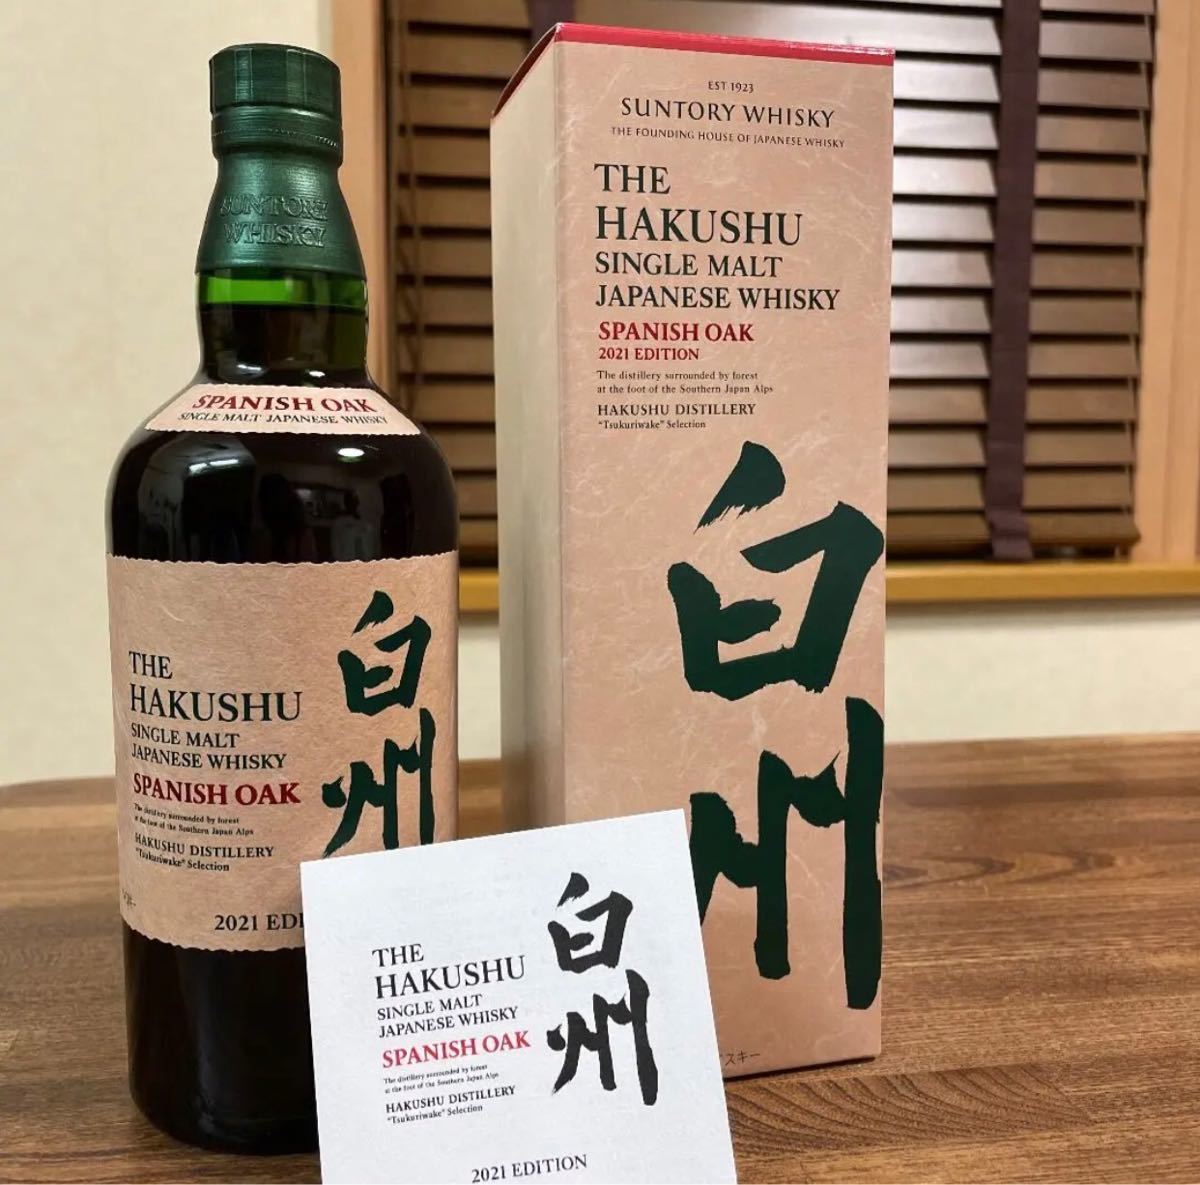 SUNTORY
WHISKY
SPANISH OAK
SINGLE MALT JAPANESE WHISKY
THE
HAKUSHU
SINGLE MALT
JAPANESE WHISKY
SPANISH OAK
The distillery surrounded by forest
at the foot of the Southern Japan Alps
HAKUSHU DISTILLERY
"Tsukuriwake" Selection
白州
2021 EDI
EST 1923
SUNTORY WHISKY
THE FOUNDING HOUSE OF JAPANESE WHISKY
THE
HAKUSHU
SINGLE MALT
JAPANESE WHISKY
SPANISH OAK
2021 EDITION
The distillery surrounded by forest
at the foot of the Southern Japan Alps
HAKUSHU DISTILLERY
"Tsukuriwake" Selection
白州
スキー
THE
HAKUSHU
SINGLE MALT
JAPANESE WHISKY
SPANISH OAK
The distillery surrounded by forest
at the foot of the Southern Japan Alps
HAKUSHU DISTILLERY
"Tsukuriwake" Selection
白州
2021 EDITION